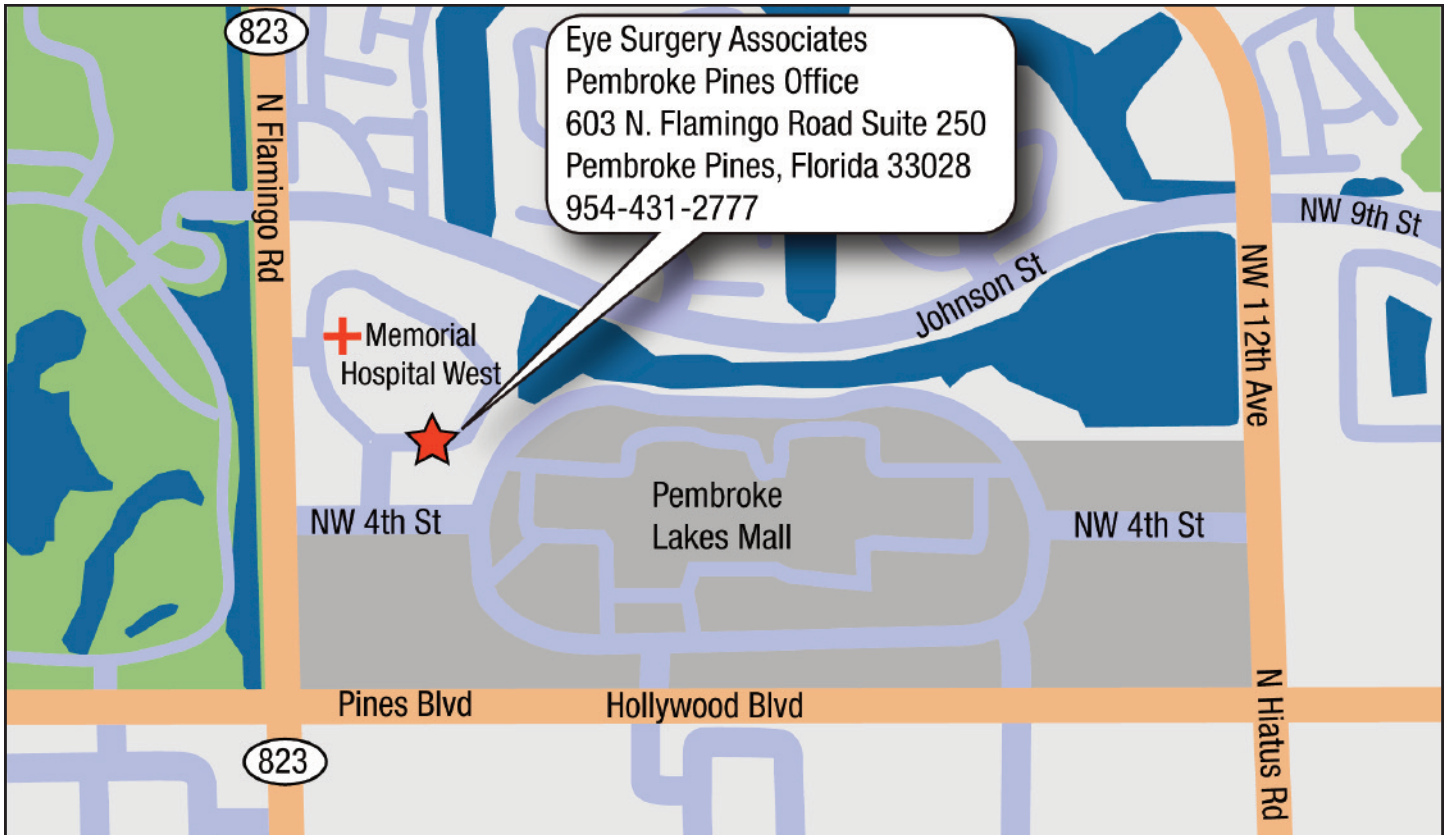 823
Eye Surgery Associates
Pembroke Pines Office
603 N. Flamingo Road Suite 250
Pembroke Pines, Florida 33028
954-431-2777
N Flamingo Rd
NW 9th St
Johnson St
NW 112th Ave
Memorial
Hospital West
Pembroke
Lakes Mall
NW 4th St
NW 4th St
Pines Blvd
Hollywood Blvd
N Hiatus Rd
823